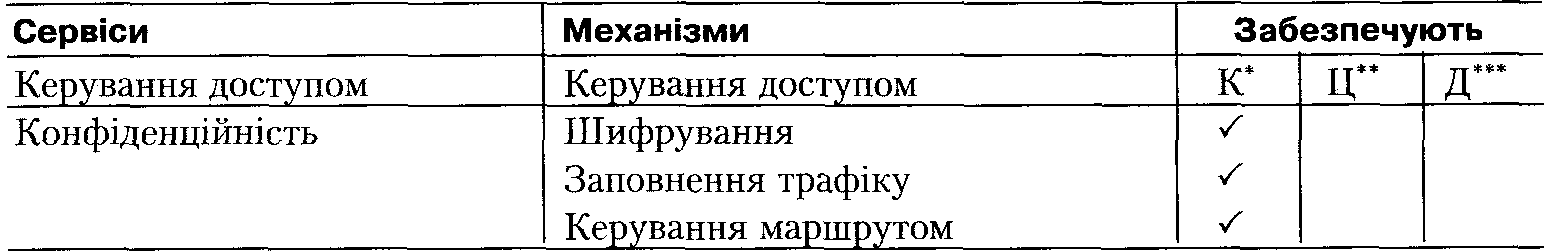 Сервіси Механізми Забезпечують
Керування доступом Керування доступом К* Ц** Д***
Конфіденційність Шифрування ✓
Заповнення трафіку ✓
Керування маршрутом ✓